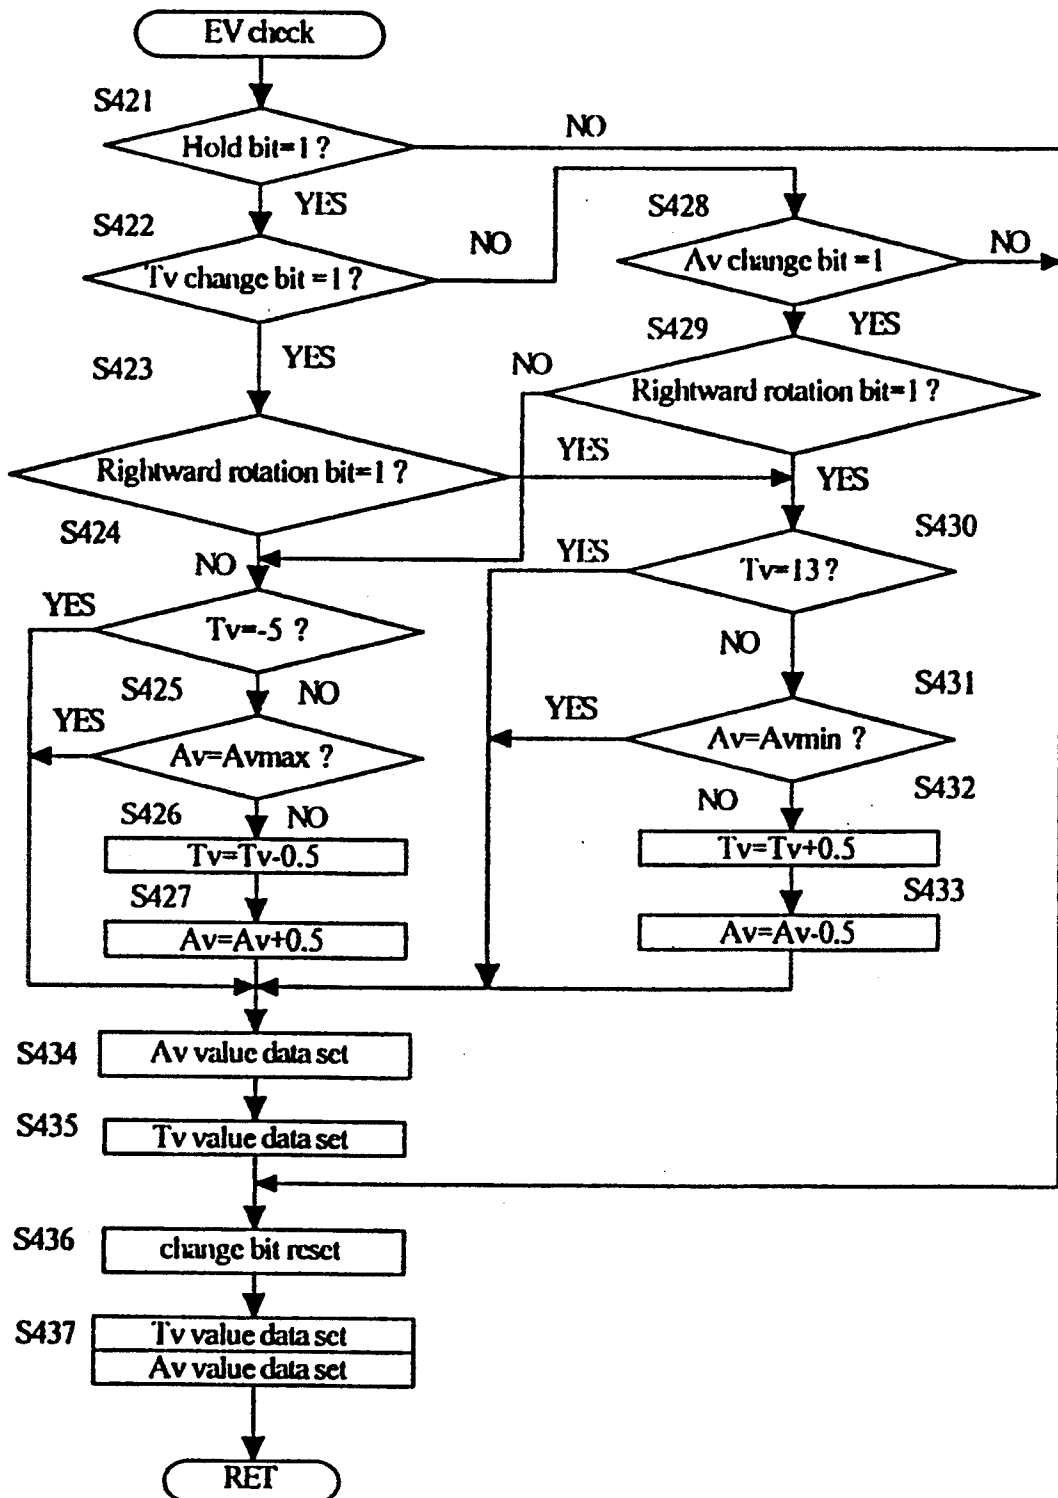 EV check
S421
Hold bit=1 ?
NO
YES
S422
Tv change bit =1 ?
NO
S428
Av change bit =1
NO
YES
S423
YES
S429
Rightward rotation bit=1 ?
NO
YES
Rightward rotation bit=1 ?
YES
S424
NO
S430
Tv=13 ?
YES
NO
Tv=-5 ?
YES
NO
S425
Av=Avmax ?
YES
NO
S431
Av=Avmin ?
YES
NO
S426
Tv=Tv-0.5
S432
Tv=Tv+0.5
S427
Av=Av+0.5
S433
Av=Av-0.5
S434
Av value data set
S435
Tv value data set
S436
change bit reset
S437
Tv value data set
Av value data set
RET